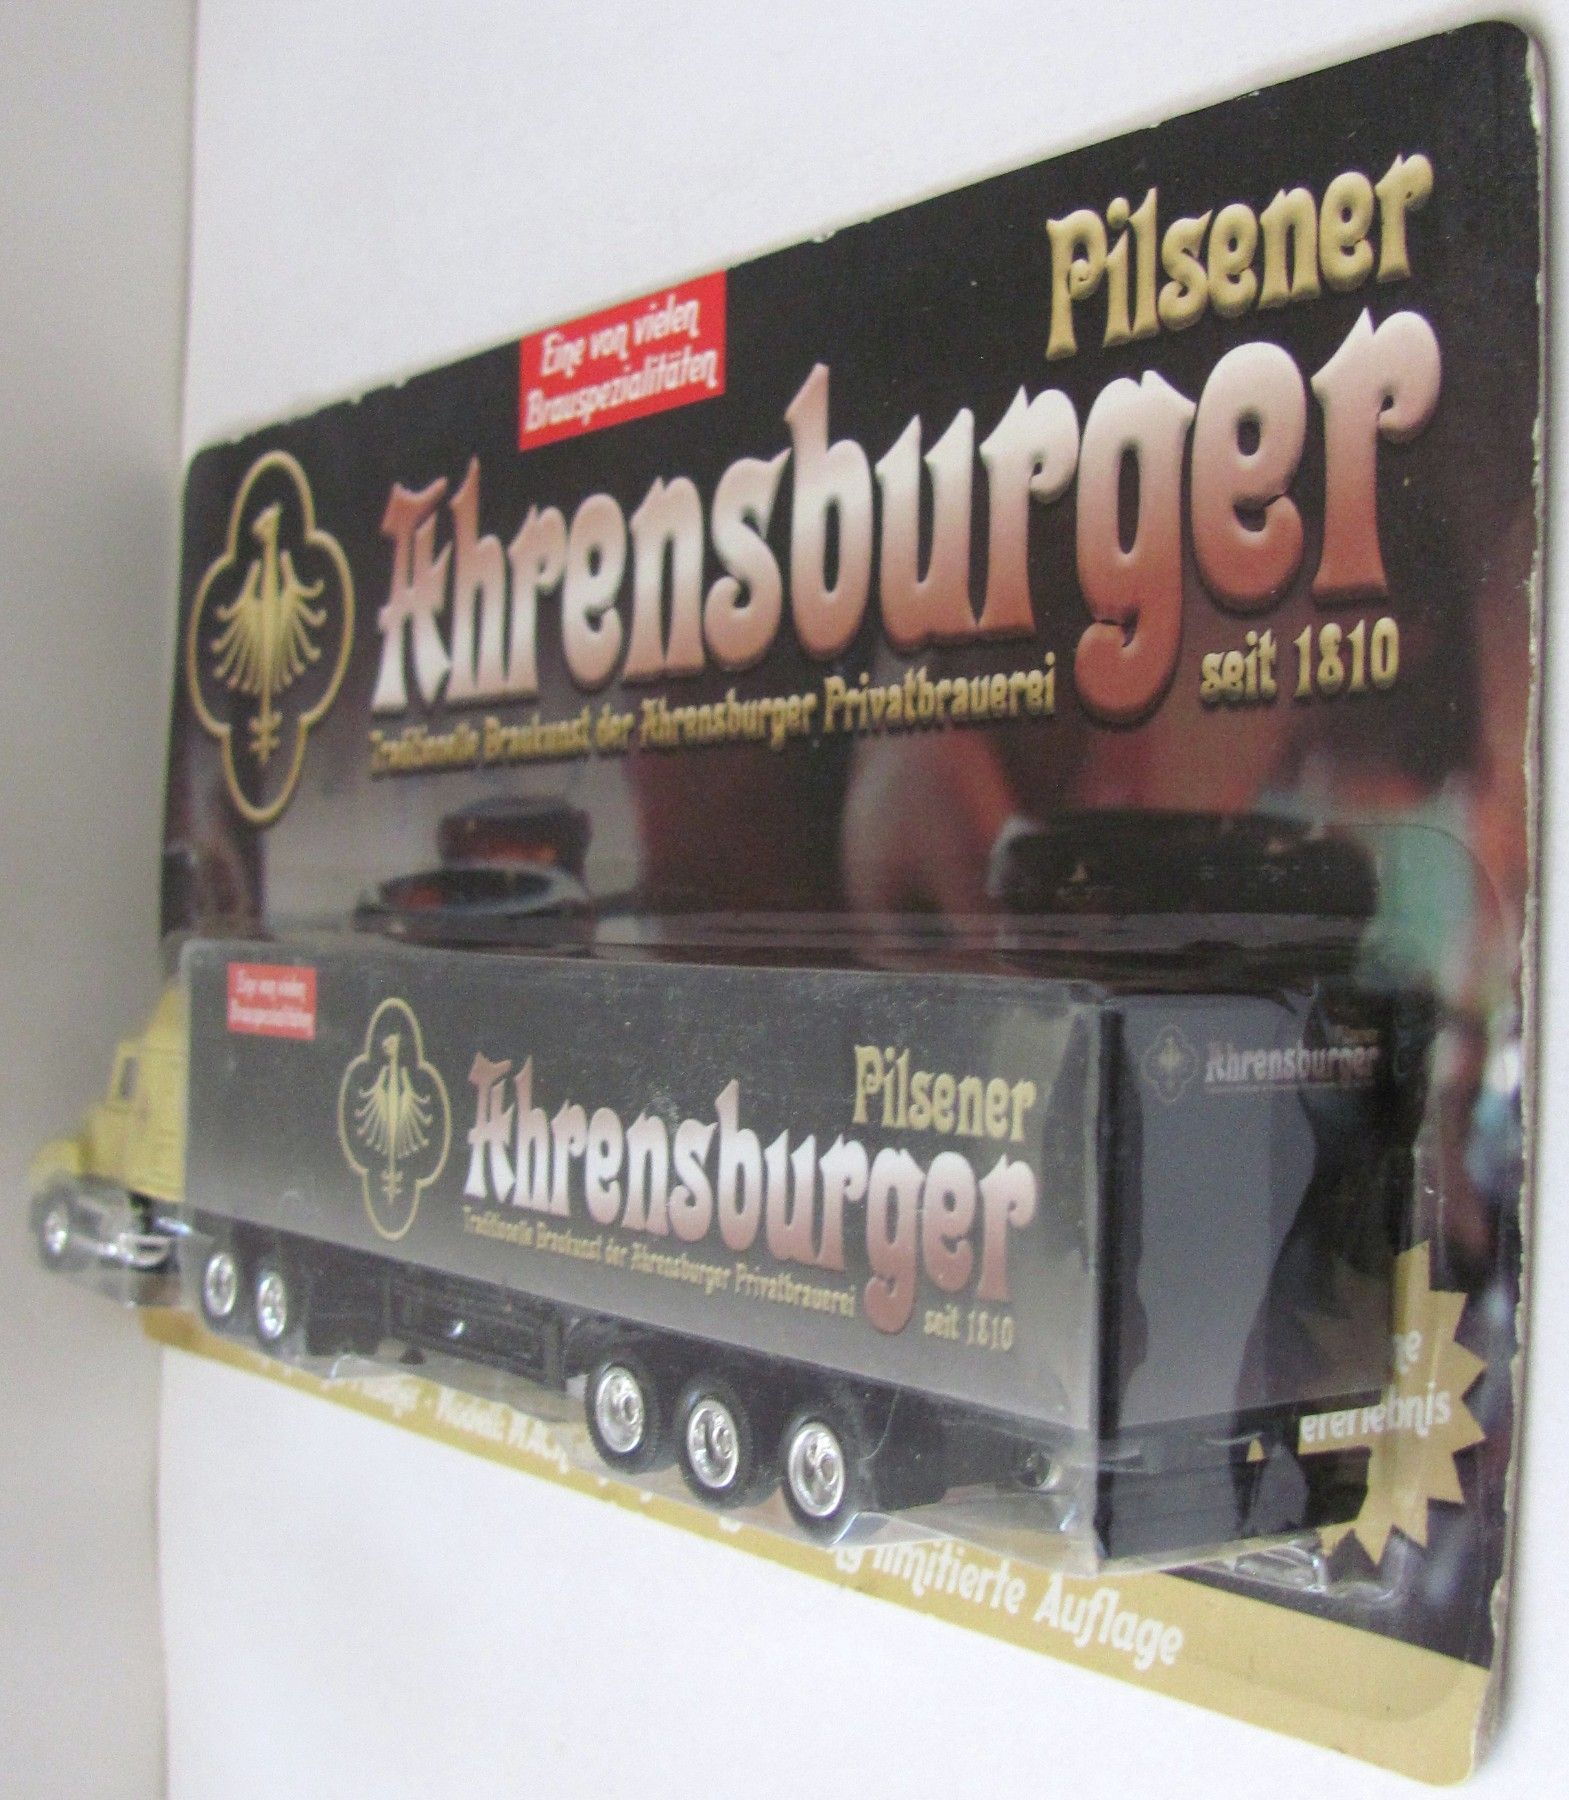 Pilsener
Eine von vielen
Brauspezialitäten
Ahrensburger
Traditionelle Braukunst der Ahrensburger Privatbrauerei
seit 1810
Eine von vielen
Brauspezialitäten
Pilsener
Ahrensburger
Traditionelle Braukunst der Ahrensburger Privatbrauerei
seit 1810
Ahrensburger
Modell:
limitierte Auflage